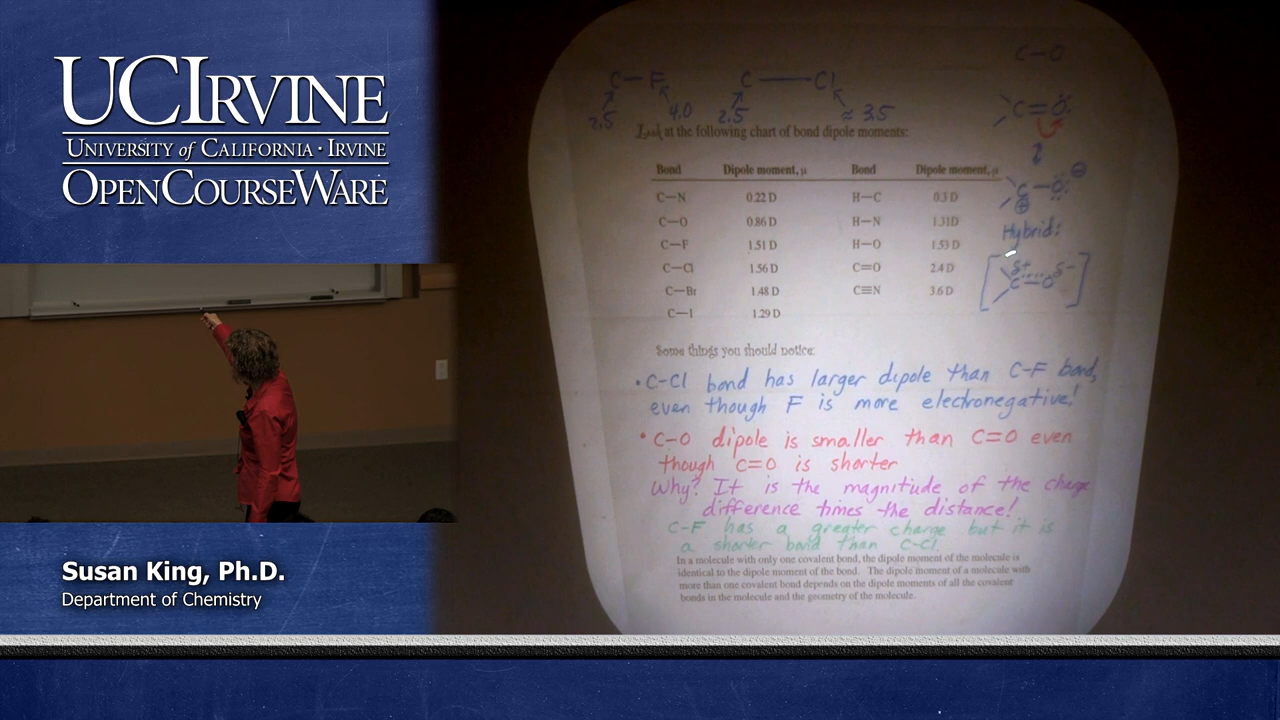 UCIRVINE
UNIVERSITY of CALIFORNIA · IRVINE
OPENCOURSEWARE
Susan King, Ph.D.
Department of Chemistry
C—F
2.5
4.0
C——Cl
2.5
≈ 3.5
C—O
C=O:
C—O:
⊕ ⊖
Hybrid:
[ δ+ δ- C=O ]
Look at the following chart of bond dipole moments:
Bond Dipole moment, μ Bond Dipole moment, μ
C—N 0.22 D H—C 0.3 D
C—O 0.86 D H—N 1.31D
C—F 1.51 D H—O 1.53 D
C—Cl 1.56 D C=O 2.4 D
C—Br 1.48 D C≡N 3.6 D
C—I 1.29 D
Some things you should notice:
• C-Cl bond has larger dipole than C-F bond,
even though F is more electronegative!
• C-O dipole is smaller than C=O even
though C=O is shorter
Why? It is the magnitude of the charge
difference times the distance!
C-F has a greater charge but it is
a shorter bond than C-Cl.
In a molecule with only one covalent bond, the dipole moment of the molecule is
identical to the dipole moment of the bond. The dipole moment of a molecule with
more than one covalent bond depends on the dipole moments of all the covalent
bonds in the molecule and the geometry of the molecule.